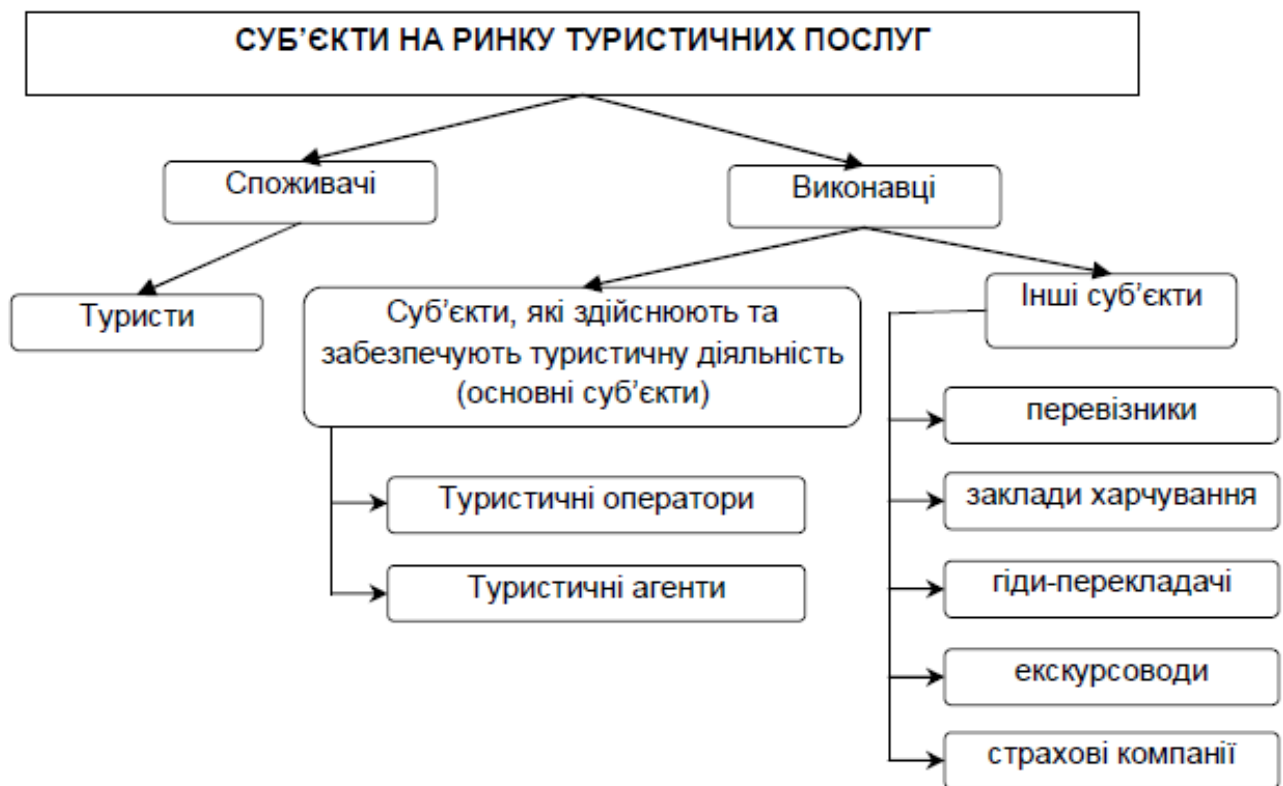 СУБ’ЄКТИ НА РИНКУ ТУРИСТИЧНИХ ПОСЛУГ
Споживачі
Виконавці
Туристи
Суб’єкти, які здійснюють та
забезпечують туристичну діяльність
(основні суб’єкти)
Інші суб’єкти
Туристичні оператори
Туристичні агенти
перевізники
заклади харчування
гіди-перекладачі
екскурсоводи
страхові компанії